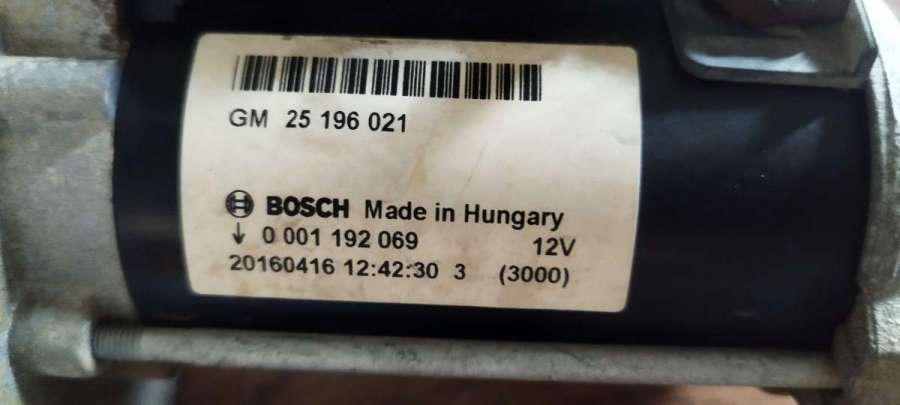 GM 25 196 021
BOSCH Made in Hungary
↓ 0 001 192 069 12V
20160416 12:42:30 3 (3000)